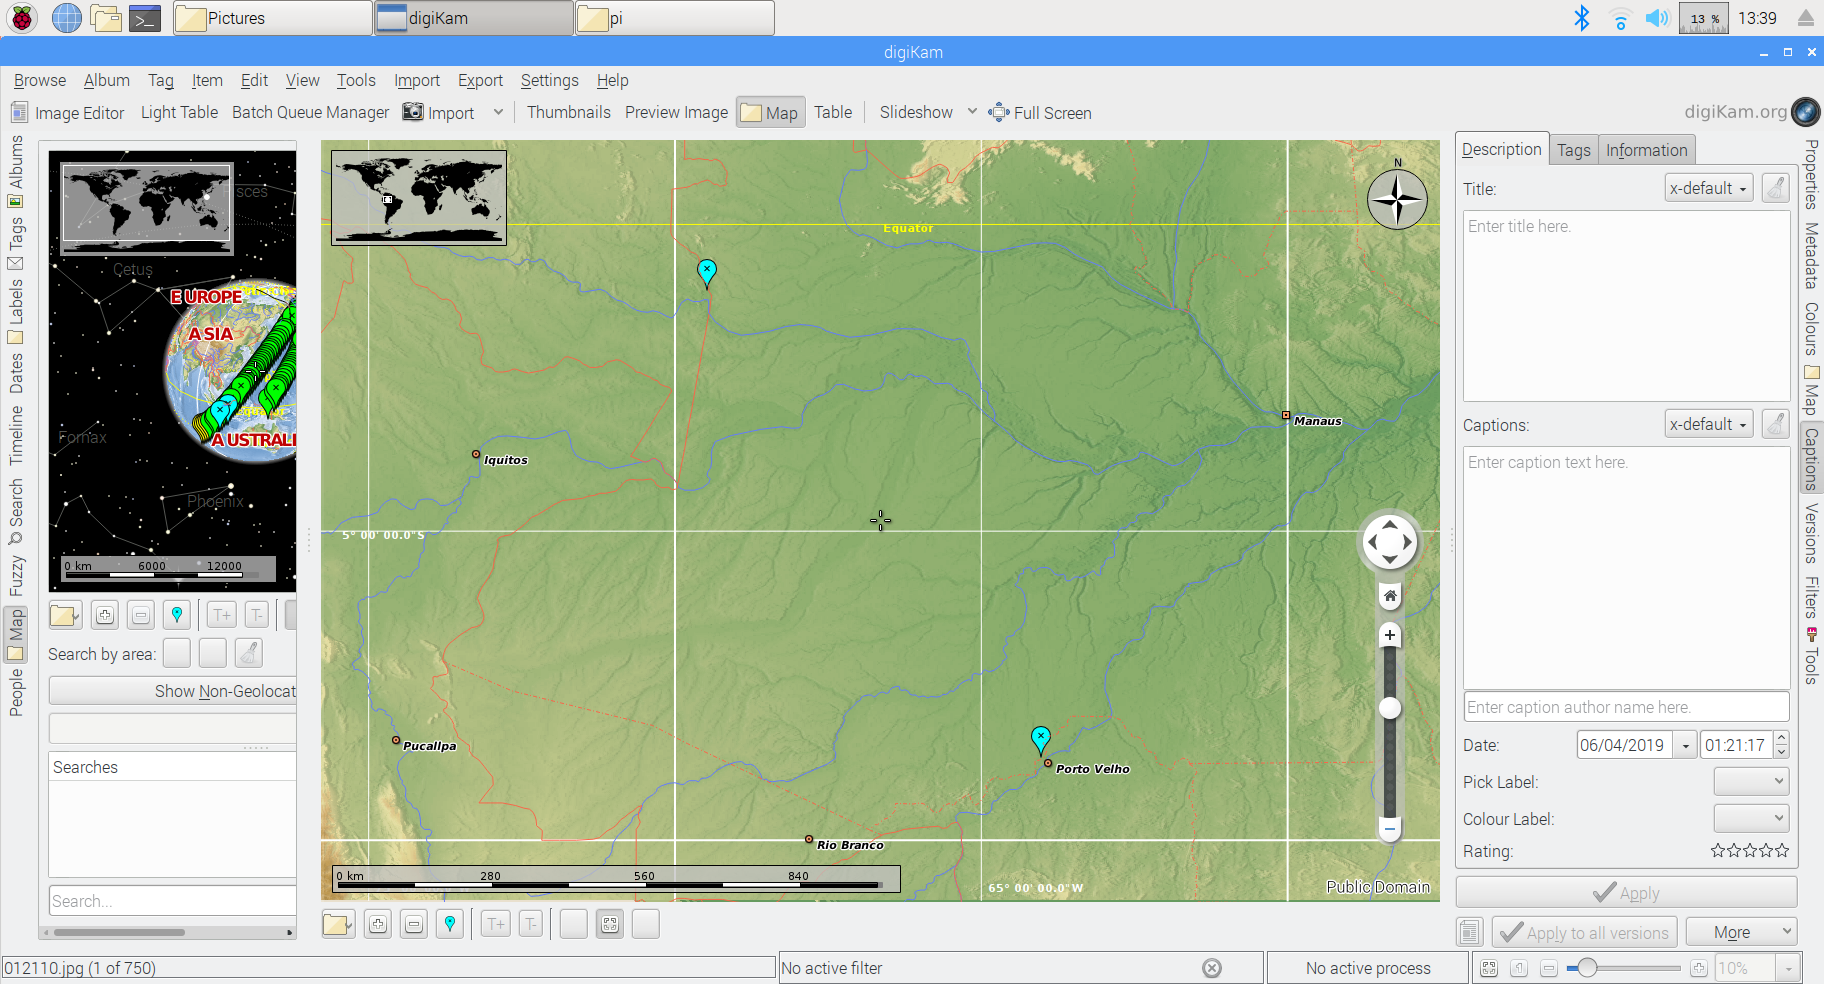 Pictures
digiKam
pi
13 %
13:39
digiKam
Browse Album Tag Item Edit View Tools Import Export Settings Help
Image Editor Light Table Batch Queue Manager Import Thumbnails Preview Image Map Table Slideshow Full Screen
digiKam.org
Albums
Tags
Labels
Dates
Timeline
Search
Fuzzy
Map
People
Pisces
Cetus
EUROPE
ASIA
Equator
AUSTRALI
Fornax
Phoenix
0 km 6000 12000
T+ T-
Search by area:
Show Non-Geolocat
Searches
Search...
N
Equator
Manaus
Iquitos
5° 00' 00.0"S
Pucallpa
Porto Velho
Rio Branco
0 km 280 560 840
65° 00' 00.0"W
Public Domain
T+ T-
Description Tags Information
Title:
x-default
Enter title here.
Captions:
x-default
Enter caption text here.
Enter caption author name here.
Date:
06/04/2019
01:21:17
Pick Label:
Colour Label:
Rating:
Apply
Apply to all versions
More
Properties
Metadata
Colours
Map
Captions
Versions
Filters
Tools
012110.jpg (1 of 750)
No active filter
No active process
1
10%